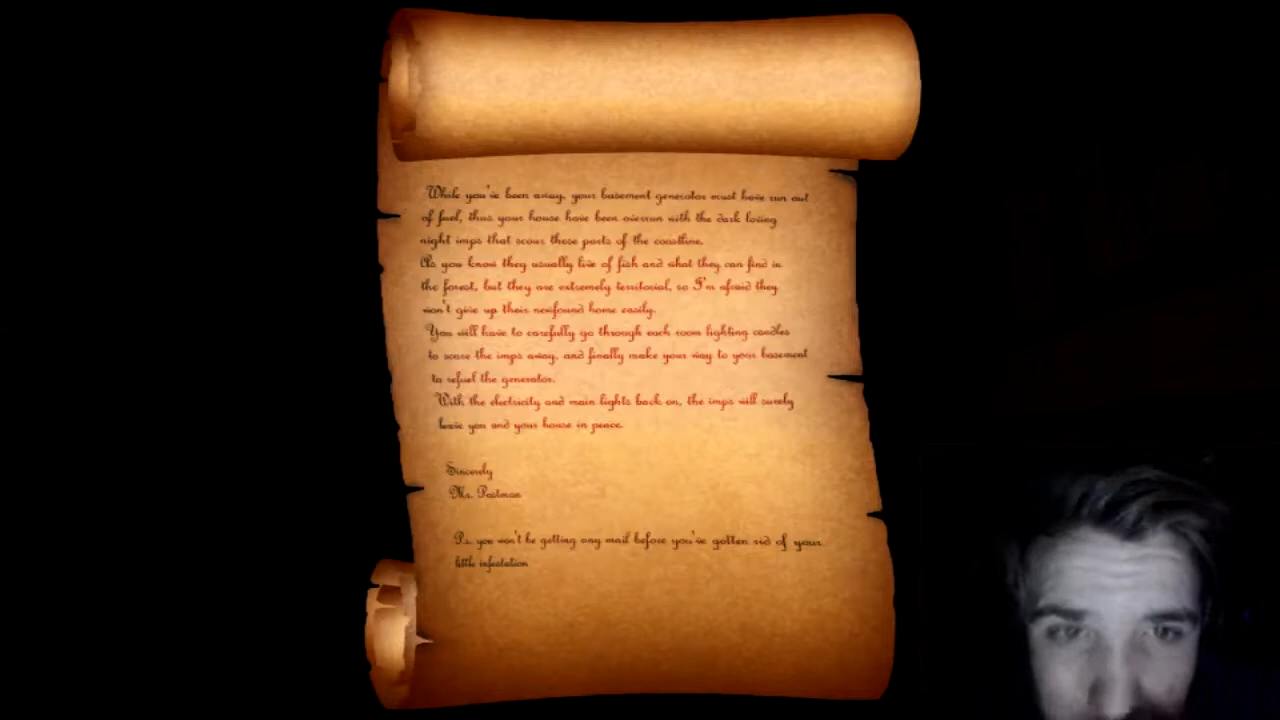 While you've been away, your basement generator must have run out
of fuel, thus your house have been overrun with the dark loving
night imps that scour these parts of the coastline.
As you know they usually live of fish and what they can find in
the forest, but they are extremely territorial, so I'm afraid they
won't give up their newfound home easily.
You will have to carefully go through each room lighting candles
to scare the imps away, and finally make your way to your basement
to refuel the generator.
With the electricity and main lights back on, the imps will surely
leave you and your house in peace.
Sincerely
Mr. Postman
P.s. you won't be getting any mail before you've gotten rid of your
little infestation